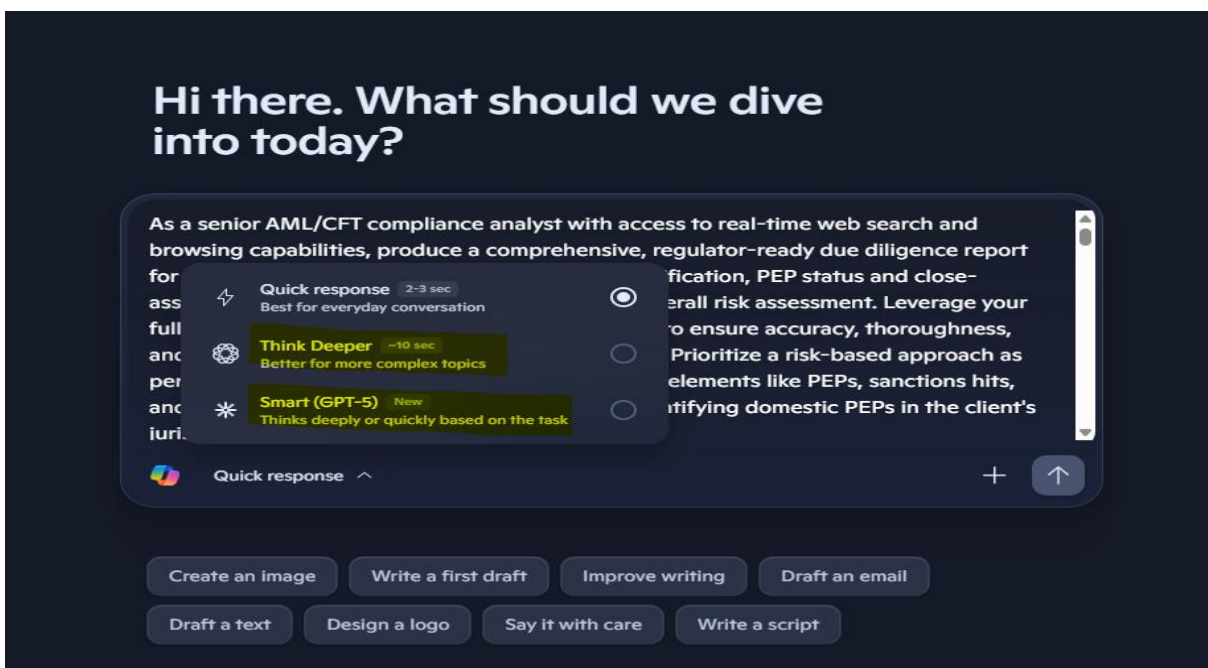 Hi there. What should we dive
into today?
As a senior AML/CFT compliance analyst with access to real-time web search and
browsing capabilities, produce a comprehensive, regulator-ready due diligence report
for fication, PEP status and close-
Quick response 2-3 sec
Best for everyday conversation
erall risk assessment. Leverage your
full o ensure accuracy, thoroughness,
Think Deeper ~10 sec
Better for more complex topics
Prioritize a risk-based approach as
per elements like PEPs, sanctions hits,
Smart (GPT-5) New
Thinks deeply or quickly based on the task
ntifying domestic PEPs in the client's
Quick response
Create an image Write a first draft Improve writing Draft an email
Draft a text Design a logo Say it with care Write a script